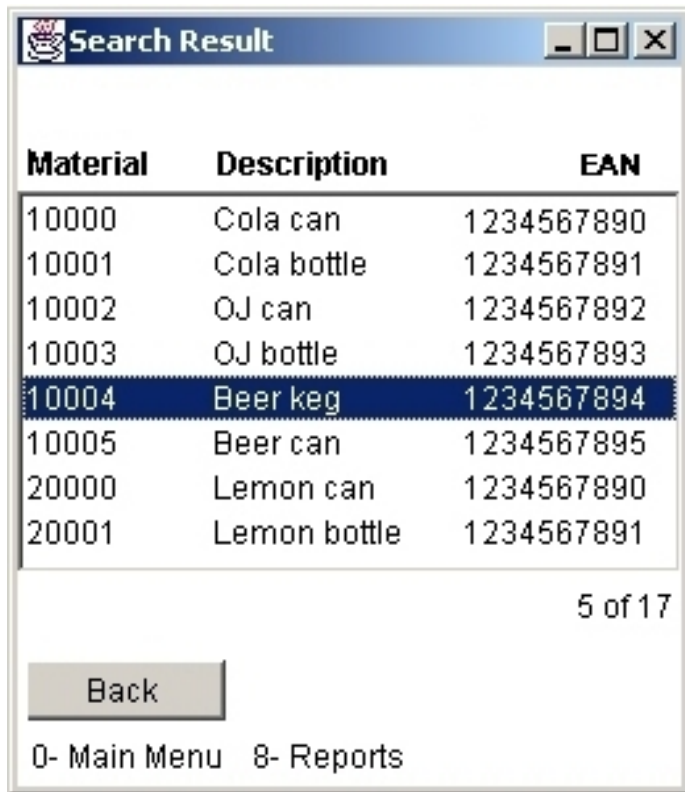 Search Result
Material Description EAN
10000 Cola can 1234567890
10001 Cola bottle 1234567891
10002 OJ can 1234567892
10003 OJ bottle 1234567893
10004 Beer keg 1234567894
10005 Beer can 1234567895
20000 Lemon can 1234567890
20001 Lemon bottle 1234567891
5 of 17
Back
0- Main Menu 8- Reports